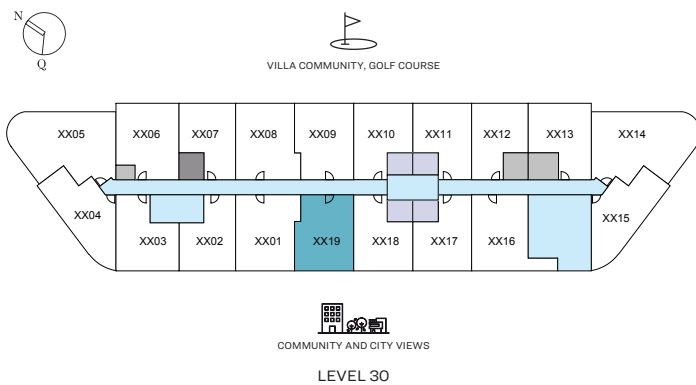 N
Q
VILLA COMMUNITY, GOLF COURSE
XX05 XX06 XX07 XX08 XX09 XX10 XX11 XX12 XX13 XX14
XX04 XX15
XX03 XX02 XX01 XX19 XX18 XX17 XX16
COMMUNITY AND CITY VIEWS
LEVEL 30